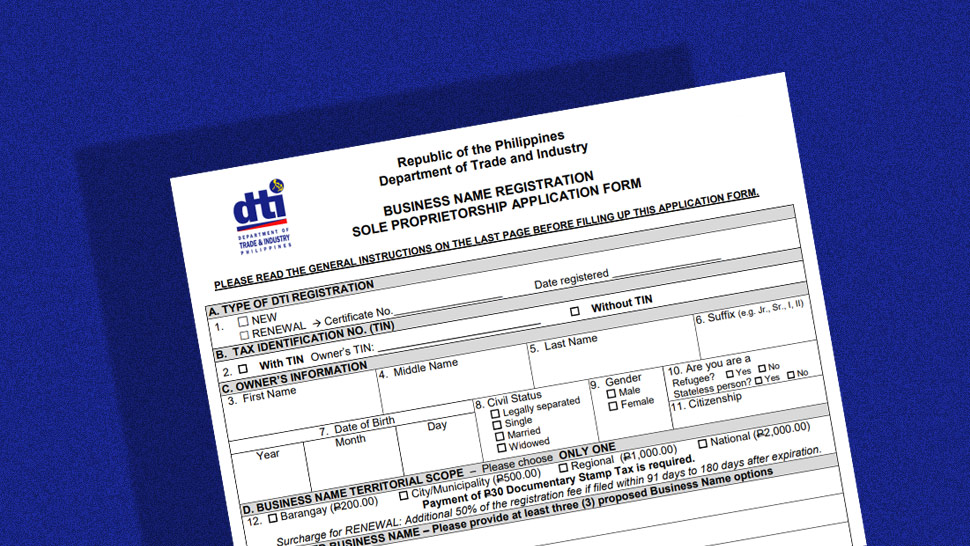 dti
DEPARTMENT OF
TRADE & INDUSTRY
PHILIPPINES
Republic of the Philippines
Department of Trade and Industry
BUSINESS NAME REGISTRATION
SOLE PROPRIETORSHIP APPLICATION FORM
PLEASE READ THE GENERAL INSTRUCTIONS ON THE LAST PAGE BEFORE FILLING UP THIS APPLICATION FORM.
A. TYPE OF DTI REGISTRATION
1. ☐ NEW
☐ RENEWAL → Certificate No. Date registered
B. TAX IDENTIFICATION NO. (TIN)
2. ☐ With TIN Owner's TIN: ☐ Without TIN
C. OWNER'S INFORMATION
3. First Name 4. Middle Name 5. Last Name 6. Suffix (e.g. Jr., Sr., I, II)
7. Date of Birth
Year Month Day
8. Civil Status
☐ Legally separated
☐ Single
☐ Married
☐ Widowed
9. Gender
☐ Male
☐ Female
10. Are you are a
Refugee? ☐ Yes ☐ No
Stateless person? ☐ Yes ☐ No
11. Citizenship
D. BUSINESS NAME TERRITORIAL SCOPE – Please choose ONLY ONE
12. ☐ Barangay (₱200.00) ☐ City/Municipality (₱500.00) ☐ Regional (₱1,000.00) ☐ National (₱2,000.00)
Payment of ₱30 Documentary Stamp Tax is required.
Surcharge for RENEWAL: Additional 50% of the registration fee if filed within 91 days to 180 days after expiration.
BUSINESS NAME – Please provide at least three (3) proposed Business Name options